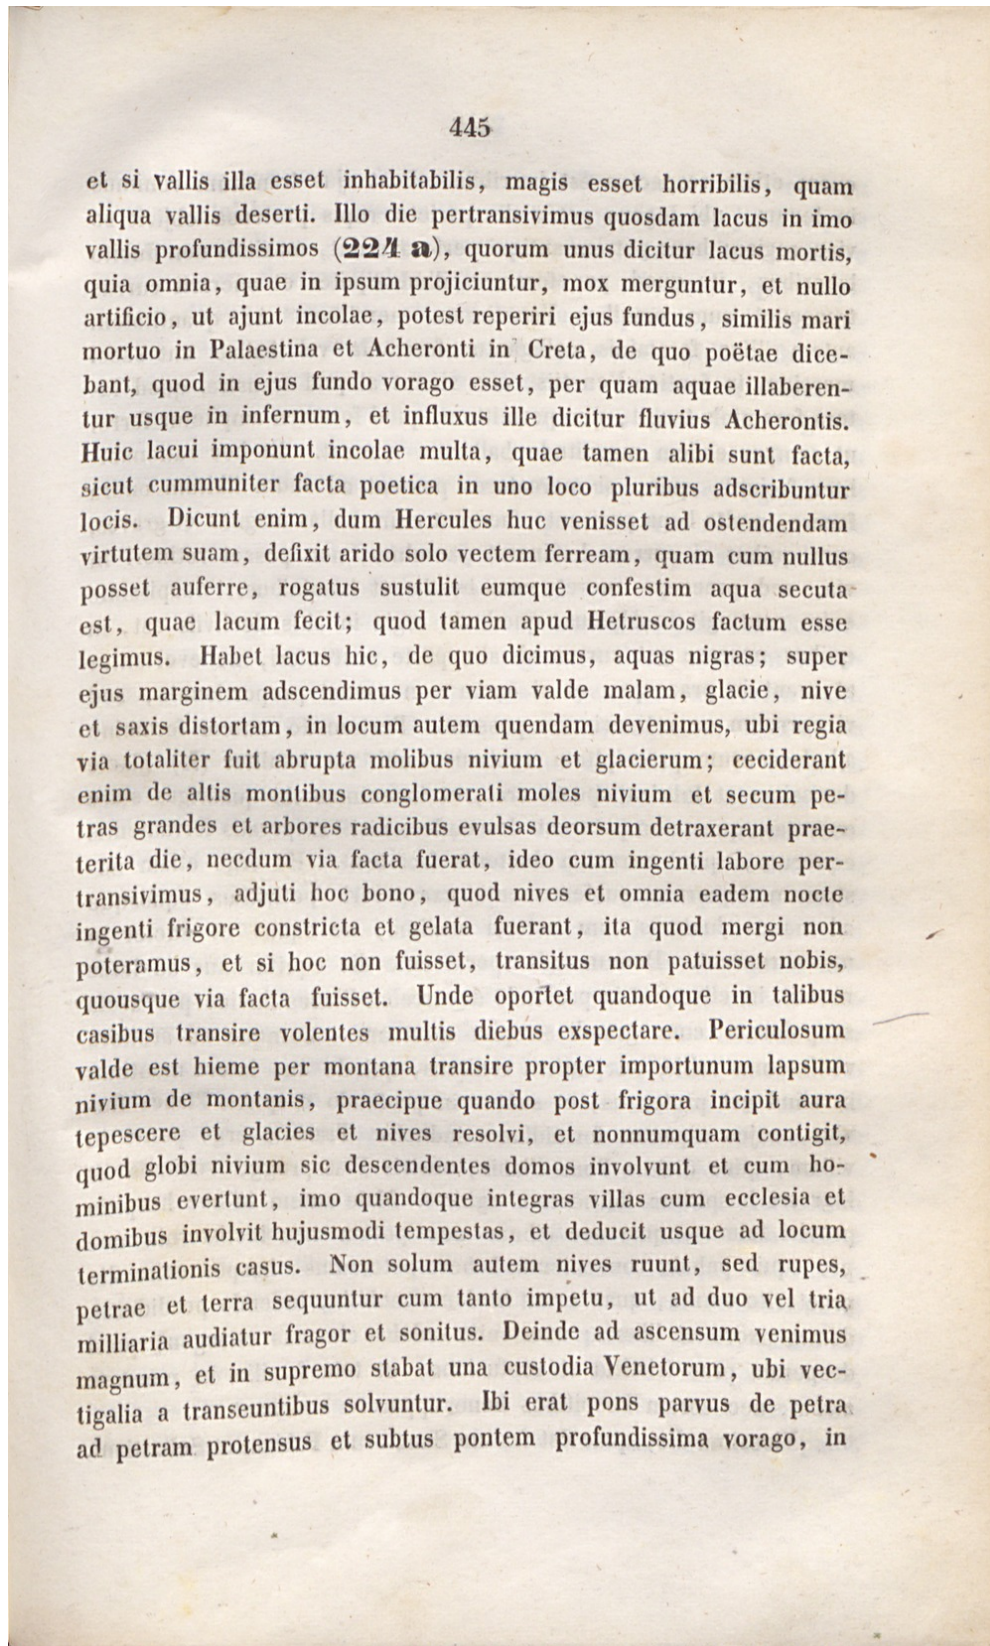 445
et si vallis illa esset inhabitabilis, magis esset horribilis, quam
aliqua vallis deserti. Illo die pertransivimus quosdam lacus in imo
vallis profundissimos (224 a), quorum unus dicitur lacus mortis,
quia omnia, quae in ipsum projiciuntur, mox merguntur, et nullo
artificio, ut ajunt incolae, potest reperiri ejus fundus, similis mari
mortuo in Palaestina et Acheronti in Creta, de quo poëtae dice-
bant, quod in ejus fundo vorago esset, per quam aquae illaberen-
tur usque in infernum, et influxus ille dicitur fluvius Acherontis.
Huic lacui imponunt incolae multa, quae tamen alibi sunt facta,
sicut cummuniter facta poetica in uno loco pluribus adscribuntur
locis. Dicunt enim, dum Hercules huc venisset ad ostendendam
virtutem suam, defixit arido solo vectem ferream, quam cum nullus
posset auferre, rogatus sustulit eumque confestim aqua secuta
est, quae lacum fecit; quod tamen apud Hetruscos factum esse
legimus. Habet lacus hic, de quo dicimus, aquas nigras; super
ejus marginem adscendimus per viam valde malam, glacie, nive
et saxis distortam, in locum autem quendam devenimus, ubi regia
via totaliter fuit abrupta molibus nivium et glacierum; ceciderant
enim de altis montibus conglomerati moles nivium et secum pe-
tras grandes et arbores radicibus evulsas deorsum detraxerant prae-
terita die, necdum via facta fuerat, ideo cum ingenti labore per-
transivimus, adjuti hoc bono, quod nives et omnia eadem nocte
ingenti frigore constricta et gelata fuerant, ita quod mergi non
poteramus, et si hoc non fuisset, transitus non patuisset nobis,
quousque via facta fuisset. Unde oportet quandoque in talibus
casibus transire volentes multis diebus exspectare. Periculosum
valde est hieme per montana transire propter importunum lapsum
nivium de montanis, praecipue quando post frigora incipit aura
tepescere et glacies et nives resolvi, et nonnumquam contigit,
quod globi nivium sic descendentes domos involvunt et cum ho-
minibus evertunt, imo quandoque integras villas cum ecclesia et
domibus involvit hujusmodi tempestas, et deducit usque ad locum
terminationis casus. Non solum autem nives ruunt, sed rupes,
petrae et terra sequuntur cum tanto impetu, ut ad duo vel tria
milliaria audiatur fragor et sonitus. Deinde ad ascensum venimus
magnum, et in supremo stabat una custodia Venetorum, ubi vec-
tigalia a transeuntibus solvuntur. Ibi erat pons parvus de petra
ad petram protensus et subtus pontem profundissima vorago, in